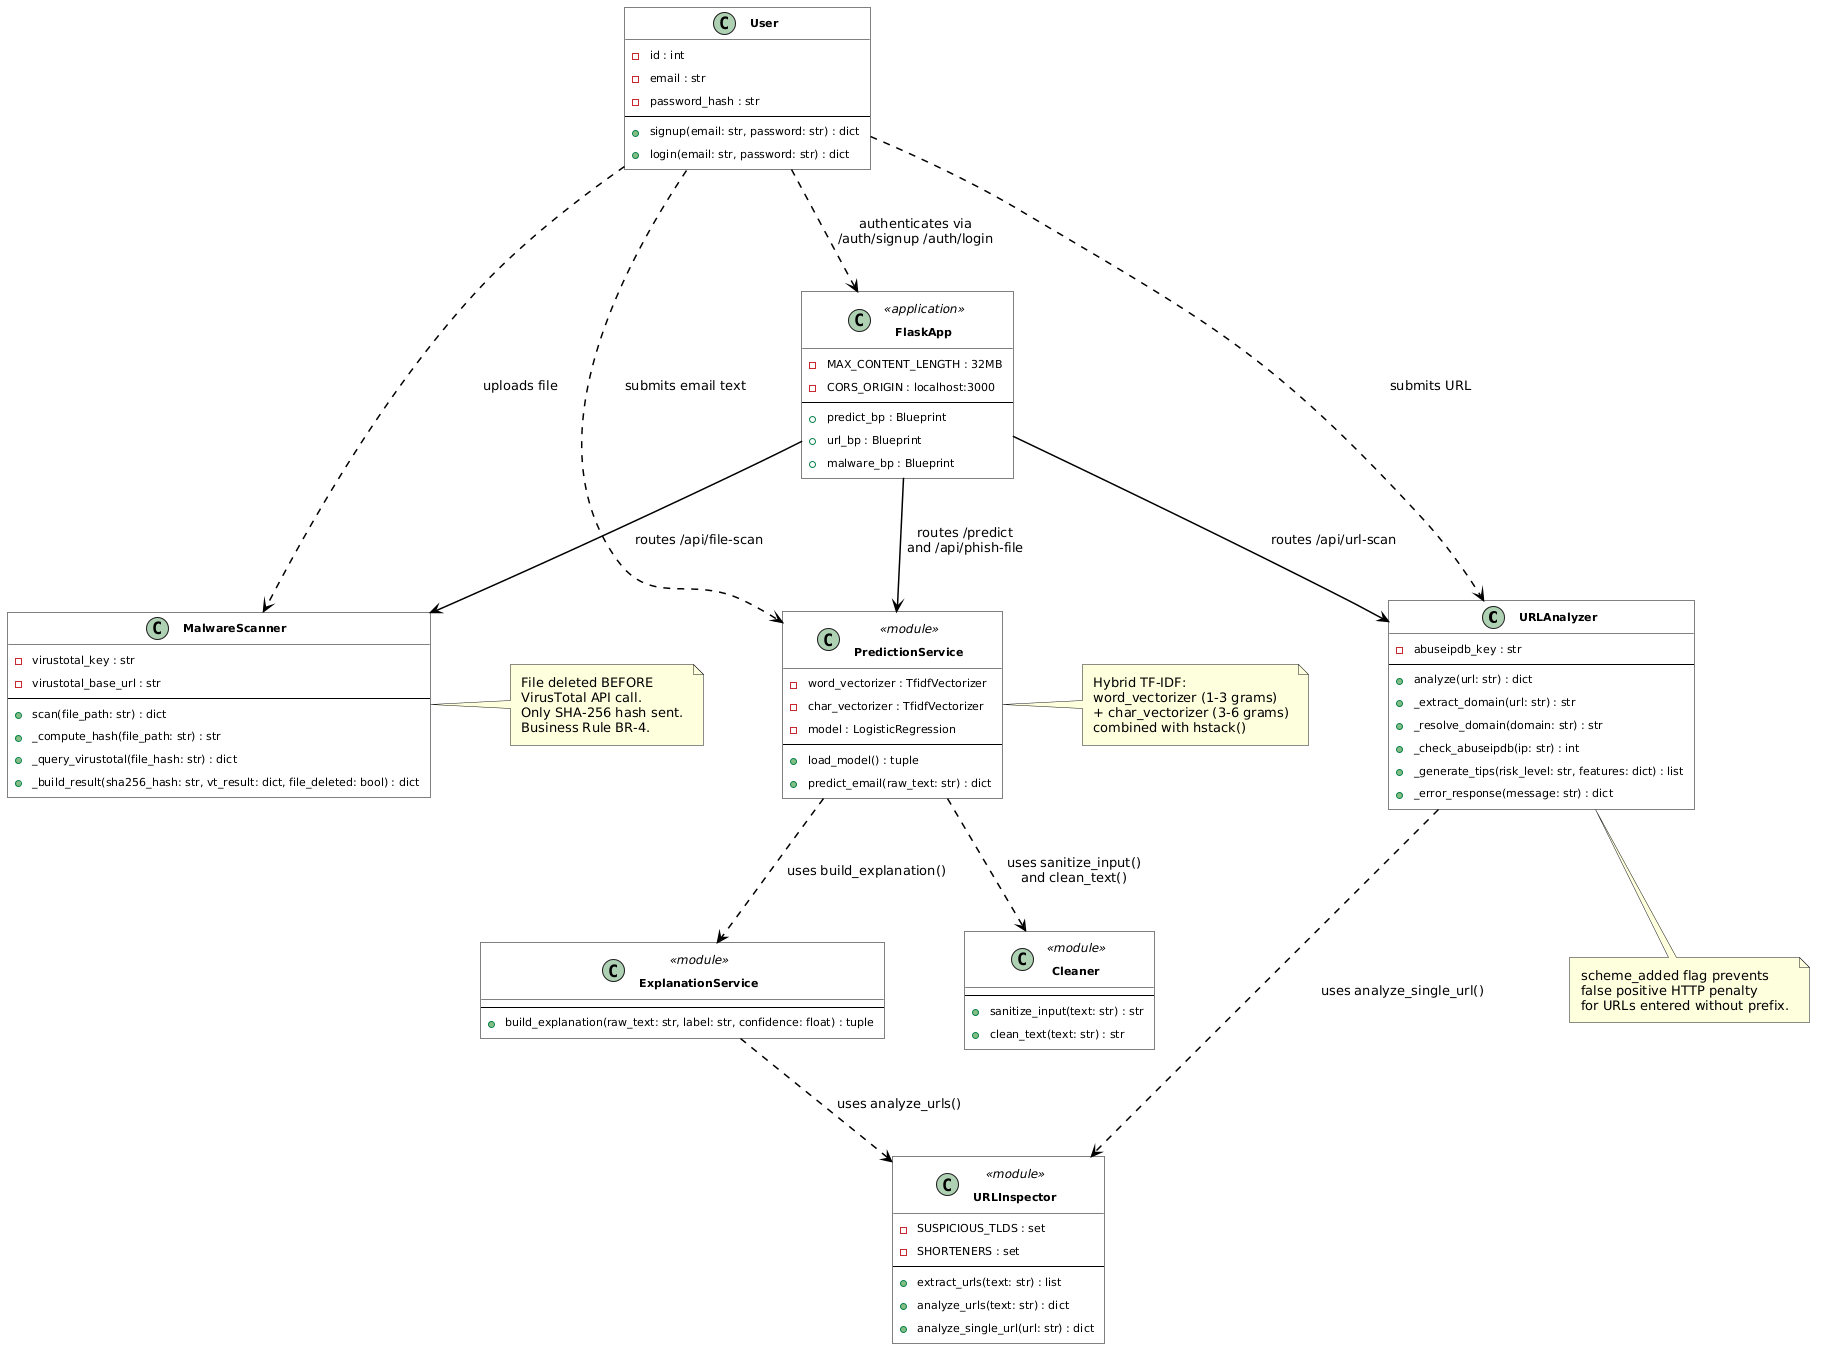 C User
id : int
email : str
password_hash : str
signup(email: str, password: str) : dict
login(email: str, password: str) : dict
authenticates via
/auth/signup /auth/login
uploads file
submits email text
submits URL
«application»
C FlaskApp
MAX_CONTENT_LENGTH : 32MB
CORS_ORIGIN : localhost:3000
predict_bp : Blueprint
url_bp : Blueprint
malware_bp : Blueprint
routes /api/file-scan
routes /predict
and /api/phish-file
routes /api/url-scan
C MalwareScanner
virustotal_key : str
virustotal_base_url : str
scan(file_path: str) : dict
_compute_hash(file_path: str) : str
_query_virustotal(file_hash: str) : dict
_build_result(sha256_hash: str, vt_result: dict, file_deleted: bool) : dict
File deleted BEFORE
VirusTotal API call.
Only SHA-256 hash sent.
Business Rule BR-4.
«module»
C PredictionService
word_vectorizer : TfidfVectorizer
char_vectorizer : TfidfVectorizer
model : LogisticRegression
load_model() : tuple
predict_email(raw_text: str) : dict
Hybrid TF-IDF:
word_vectorizer (1-3 grams)
+ char_vectorizer (3-6 grams)
combined with hstack()
C URLAnalyzer
abuseipdb_key : str
analyze(url: str) : dict
_extract_domain(url: str) : str
_resolve_domain(domain: str) : str
_check_abuseipdb(ip: str) : int
_generate_tips(risk_level: str, features: dict) : list
_error_response(message: str) : dict
uses build_explanation()
uses sanitize_input()
and clean_text()
uses analyze_single_url()
scheme_added flag prevents
false positive HTTP penalty
for URLs entered without prefix.
«module»
C ExplanationService
build_explanation(raw_text: str, label: str, confidence: float) : tuple
«module»
C Cleaner
sanitize_input(text: str) : str
clean_text(text: str) : str
uses analyze_urls()
«module»
C URLInspector
SUSPICIOUS_TLDS : set
SHORTENERS : set
extract_urls(text: str) : list
analyze_urls(text: str) : dict
analyze_single_url(url: str) : dict